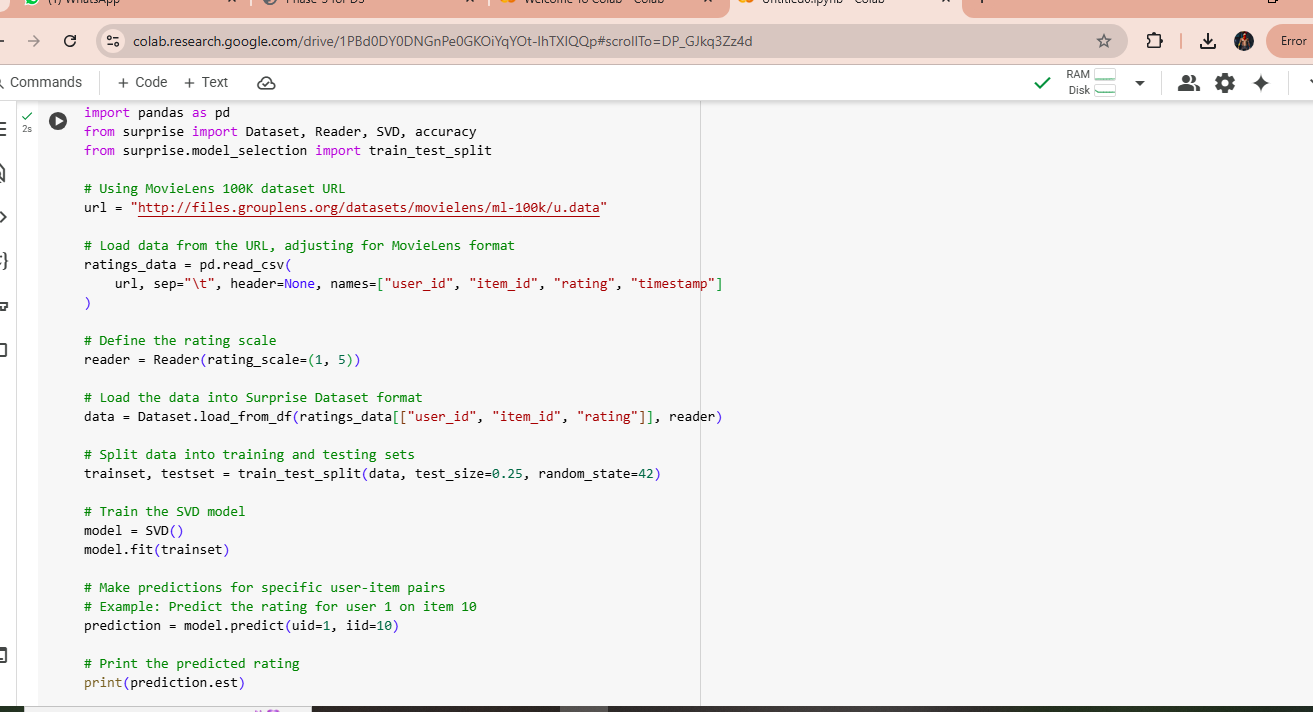 (1) WhatsApp
Phase-3 for DS
Welcome To Colab - Colab
Untitled0.ipynb - Colab
colab.research.google.com/drive/1PBd0DY0DNGnPe0GKOiYqYOt-IhTXIQQp#scrollTo=DP_GJkq3Zz4d
Error
Commands
+ Code
+ Text
RAM
Disk
2s
import pandas as pd
from surprise import Dataset, Reader, SVD, accuracy
from surprise.model_selection import train_test_split
# Using MovieLens 100K dataset URL
url = "http://files.grouplens.org/datasets/movielens/ml-100k/u.data"
# Load data from the URL, adjusting for MovieLens format
ratings_data = pd.read_csv(
    url, sep="\t", header=None, names=["user_id", "item_id", "rating", "timestamp"]
)
# Define the rating scale
reader = Reader(rating_scale=(1, 5))
# Load the data into Surprise Dataset format
data = Dataset.load_from_df(ratings_data[["user_id", "item_id", "rating"]], reader)
# Split data into training and testing sets
trainset, testset = train_test_split(data, test_size=0.25, random_state=42)
# Train the SVD model
model = SVD()
model.fit(trainset)
# Make predictions for specific user-item pairs
# Example: Predict the rating for user 1 on item 10
prediction = model.predict(uid=1, iid=10)
# Print the predicted rating
print(prediction.est)